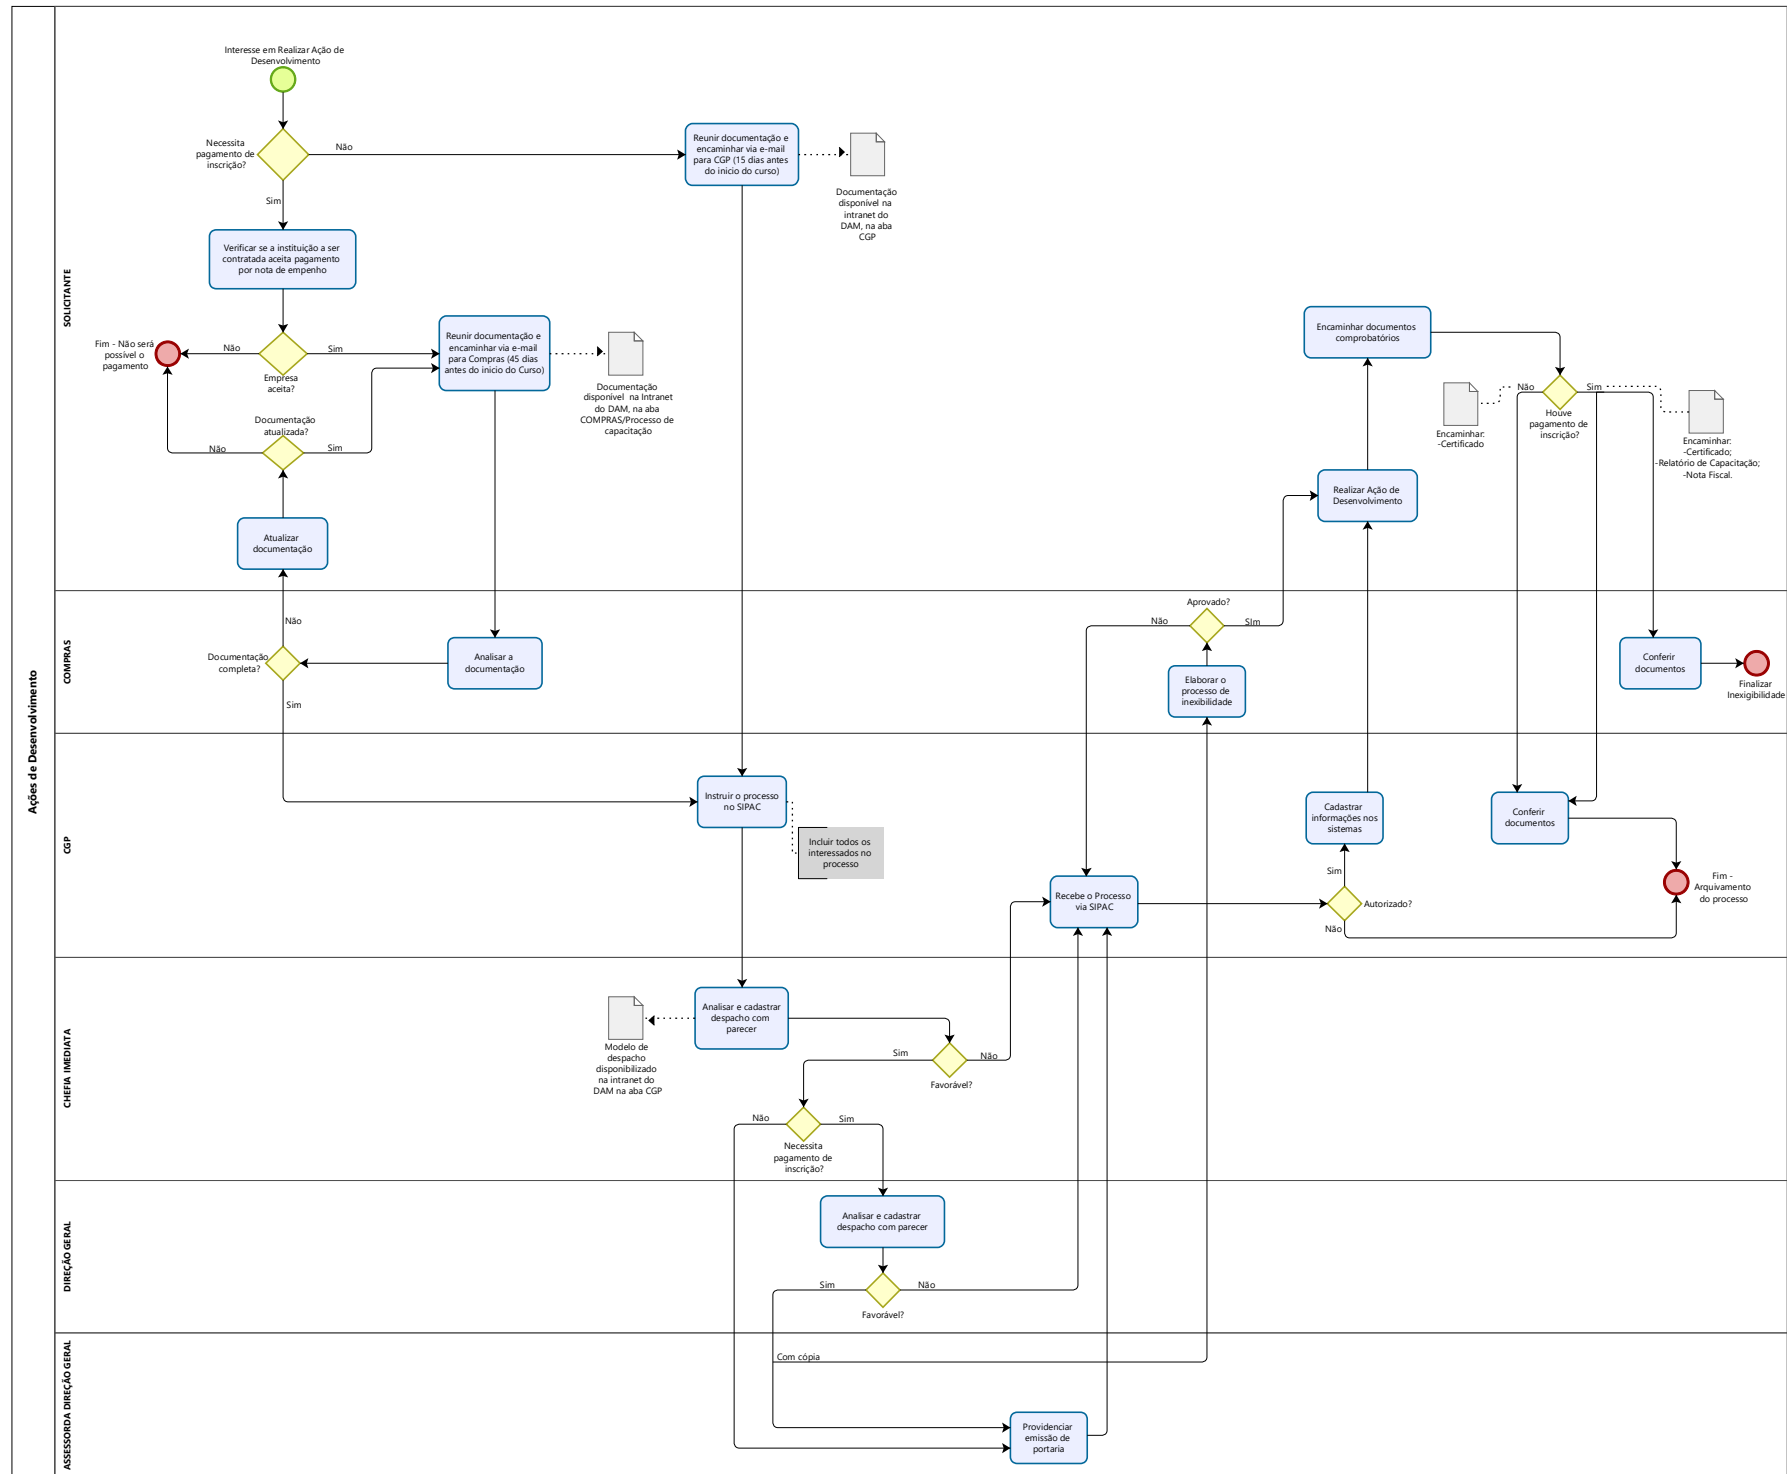 Ações de Desenvolvimento
SOLICITANTE
Interesse em Realizar Ação de
Desenvolvimento
Necessita
pagamento de
inscrição?
Não
Sim
Reunir documentação e
encaminhar via e-mail
para CGP (15 dias antes
do inicio do curso)
Documentação
disponível na
intranet do
DAM, na aba
CGP
Verificar se a instituição a ser
contratada aceita pagamento
por nota de empenho
Fim - Não será
possível o
pagamento
Não
Sim
Empresa
aceita?
Reunir documentação e
encaminhar via e-mail
para Compras (45 dias
antes do inicio do Curso)
Documentação
disponível  na Intranet
do DAM, na aba
COMPRAS/Processo de
capacitação
Documentação
atualizada?
Não
Sim
Atualizar
documentação
Encaminhar documentos
comprobatórios
Não
Sim
Houve
pagamento de
inscrição?
Encaminhar:
-Certificado
Encaminhar:
-Certificado;
-Relatório de Capacitação;
-Nota Fiscal.
Realizar Ação de
Desenvolvimento
COMPRAS
Não
Documentação
completa?
Sim
Analisar a
documentação
Aprovado?
Não
SIm
Elaborar o
processo de
inexibilidade
Conferir
documentos
Finalizar
Inexigibilidade
CGP
Instruir o processo
no SIPAC
Incluir todos os
interessados no
processo
Recebe o Processo
via SIPAC
Cadastrar
informações nos
sistemas
Sim
Autorizado?
Não
Conferir
documentos
Fim -
Arquivamento
do processo
CHEFIA IMEDIATA
Analisar e cadastrar
despacho com
parecer
Modelo de
despacho
disponibilizado
na intranet do
DAM na aba CGP
Sim
Não
Favorável?
Não
Sim
Necessita
pagamento de
inscrição?
DIREÇÃO GERAL
Analisar e cadastrar
despacho com parecer
Sim
Não
Favorável?
ASSESSORDA DIREÇÃO GERAL
Com cópia
Providenciar
emissão de
portaria